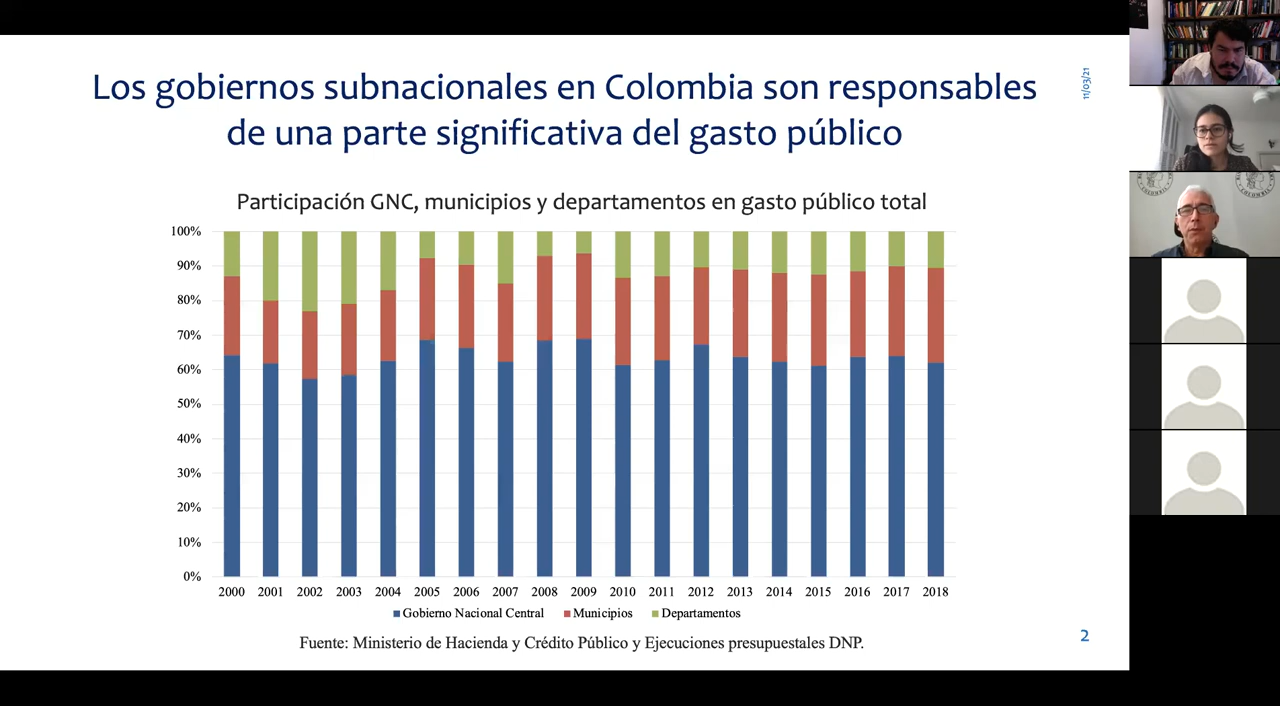 Los gobiernos subnacionales en Colombia son responsables
de una parte significativa del gasto público
11/03/21
Participación GNC, municipios y departamentos en gasto público total
100%
90%
80%
70%
60%
50%
40%
30%
20%
10%
0%
2000 2001 2002 2003 2004 2005 2006 2007 2008 2009 2010 2011 2012 2013 2014 2015 2016 2017 2018
Gobierno Nacional Central Municipios Departamentos
Fuente: Ministerio de Hacienda y Crédito Público y Ejecuciones presupuestales DNP.
2